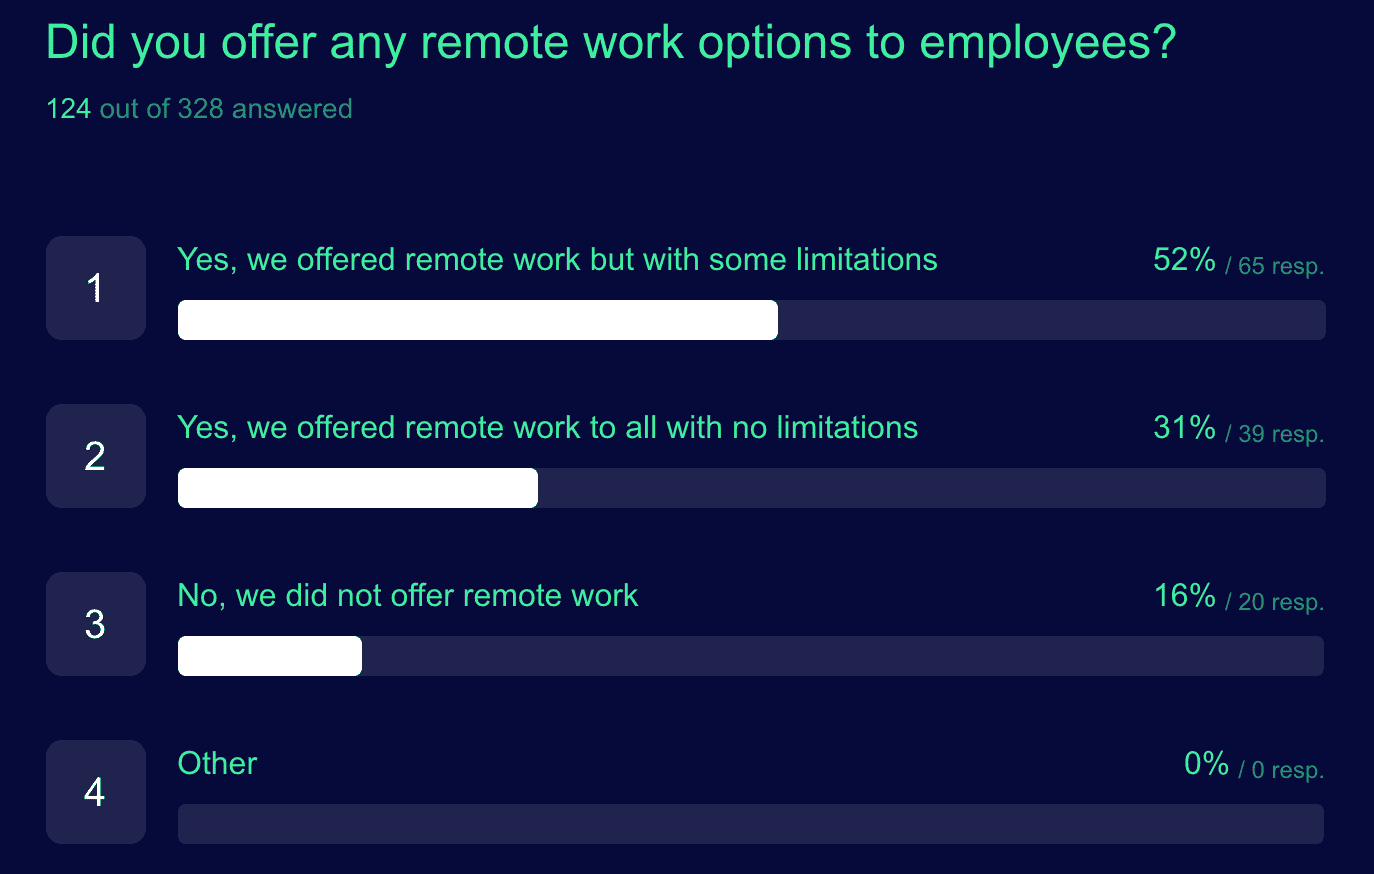 Did you offer any remote work options to employees?
124 out of 328 answered
1
Yes, we offered remote work but with some limitations
52% / 65 resp.
2
Yes, we offered remote work to all with no limitations
31% / 39 resp.
3
No, we did not offer remote work
16% / 20 resp.
4
Other
0% / 0 resp.